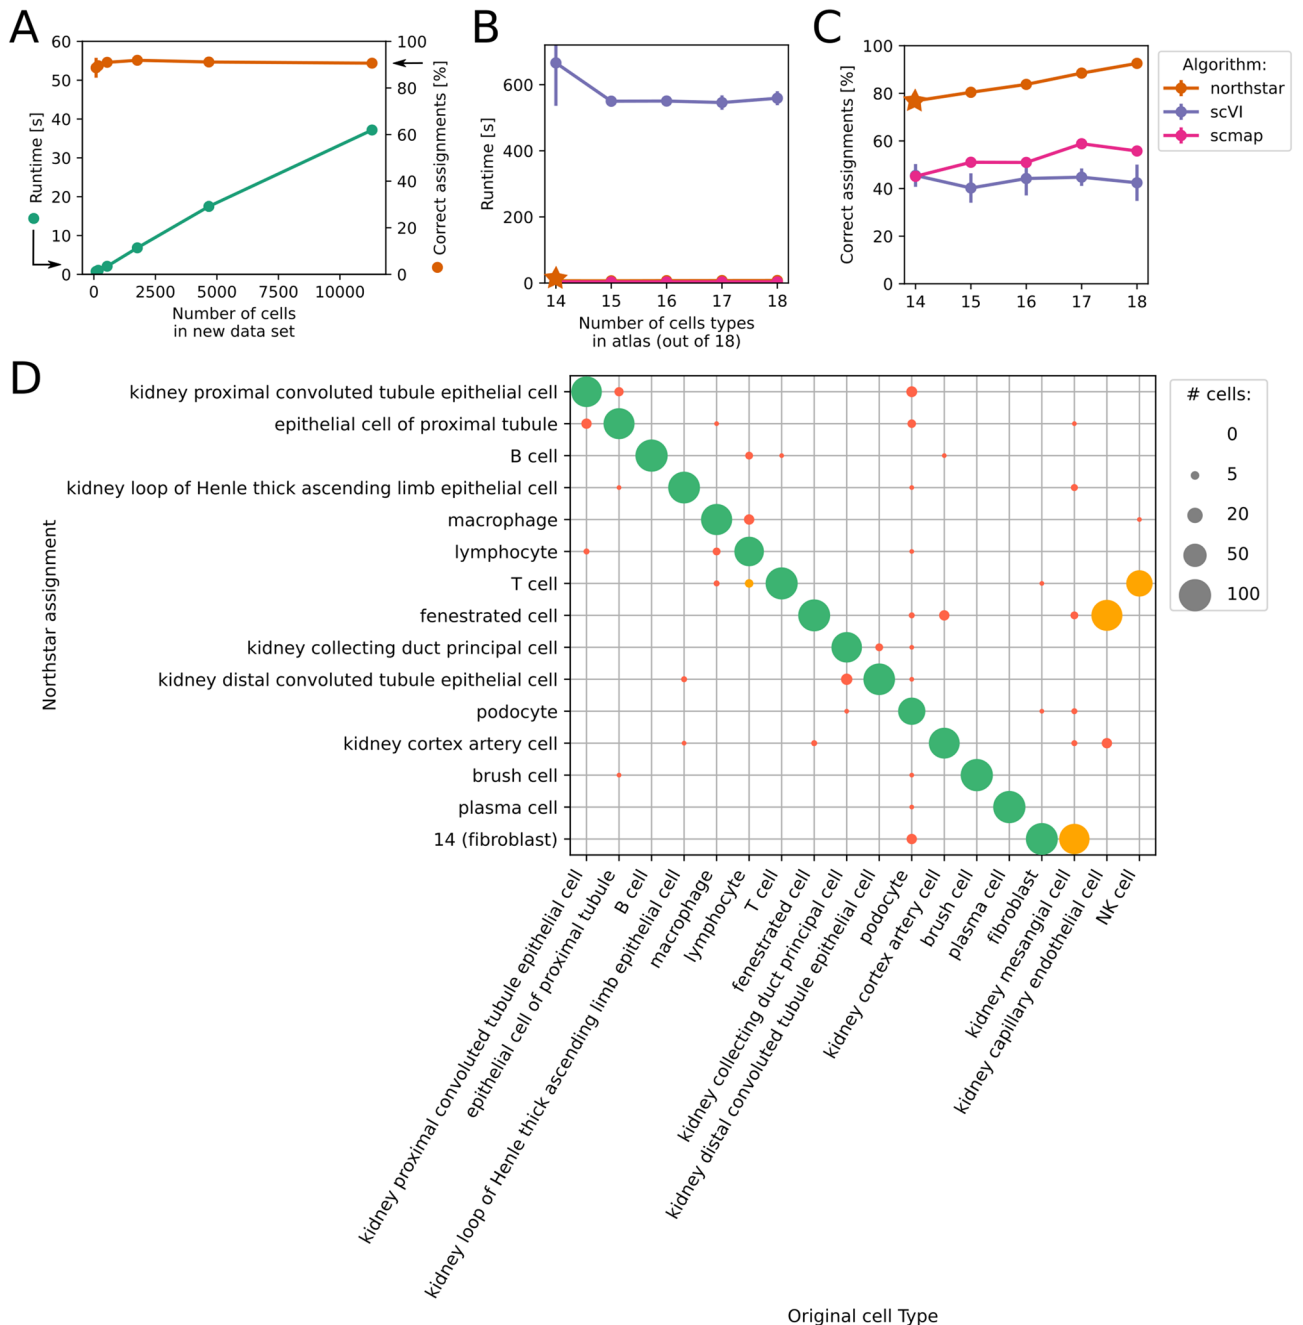 A
60
50
40
30
20
10
0
Runtime [s]
100
80
60
40
20
0
Correct assignments [%]
0
2500
5000
7500
10000
Number of cells
in new data set
B
600
400
200
0
Runtime [s]
14
15
16
17
18
Number of cells types
in atlas (out of 18)
C
100
80
60
40
20
0
Correct assignments [%]
14
15
16
17
18
Algorithm:
northstar
scVI
scmap
D
Northstar assignment
kidney proximal convoluted tubule epithelial cell
epithelial cell of proximal tubule
B cell
kidney loop of Henle thick ascending limb epithelial cell
macrophage
lymphocyte
T cell
fenestrated cell
kidney collecting duct principal cell
kidney distal convoluted tubule epithelial cell
podocyte
kidney cortex artery cell
brush cell
plasma cell
14 (fibroblast)
# cells:
0
5
20
50
100
kidney proximal convoluted tubule epithelial cell
epithelial cell of proximal tubule
B cell
kidney loop of Henle thick ascending limb epithelial cell
macrophage
lymphocyte
T cell
fenestrated cell
kidney collecting duct principal cell
kidney distal convoluted tubule epithelial cell
podocyte
kidney cortex artery cell
brush cell
plasma cell
fibroblast
kidney mesangial cell
kidney capillary endothelial cell
NK cell
Original cell Type